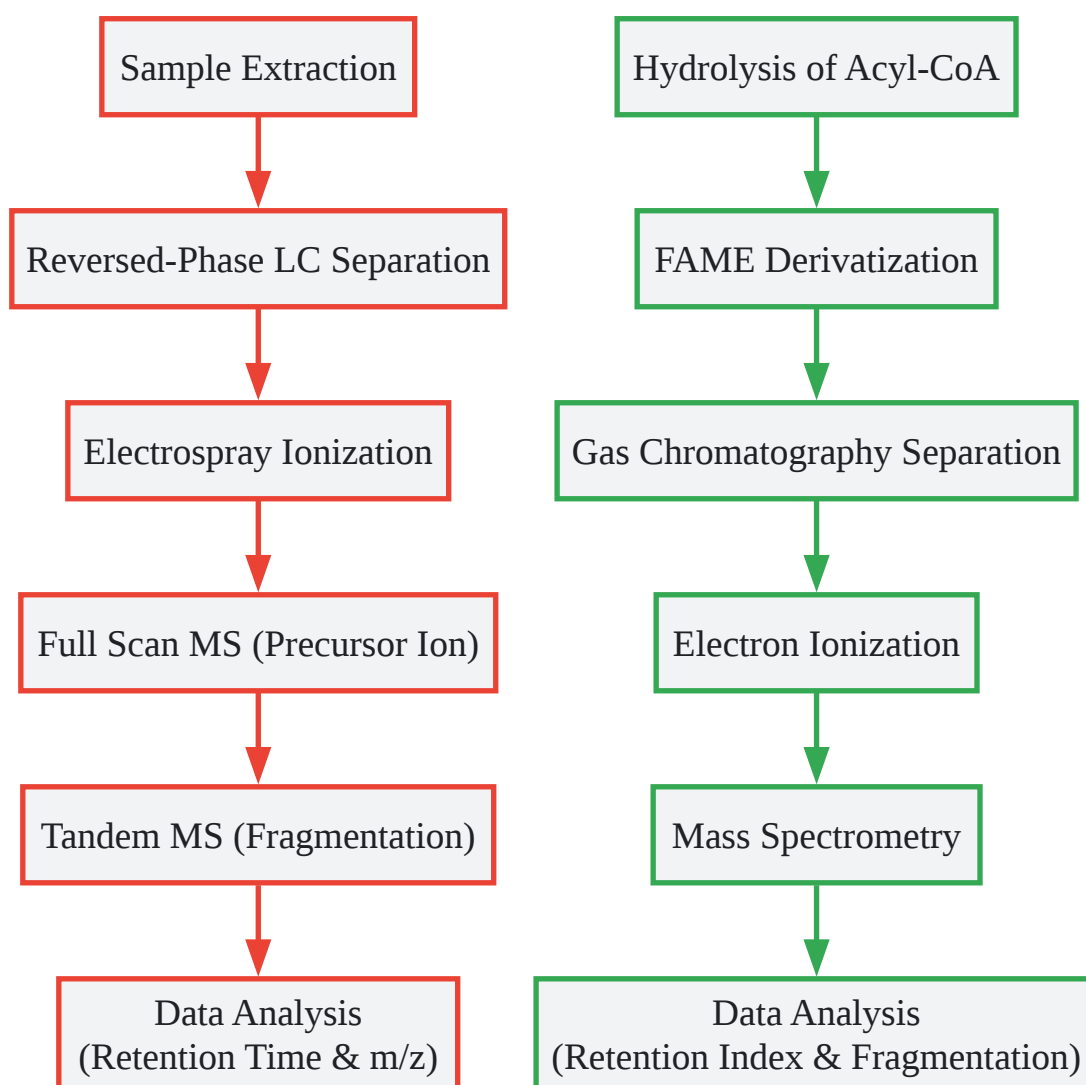 Sample Extraction
Reversed-Phase LC Separation
Electrospray Ionization
Full Scan MS (Precursor Ion)
Tandem MS (Fragmentation)
Data Analysis
(Retention Time & m/z)
Hydrolysis of Acyl-CoA
FAME Derivatization
Gas Chromatography Separation
Electron Ionization
Mass Spectrometry
Data Analysis
(Retention Index & Fragmentation)